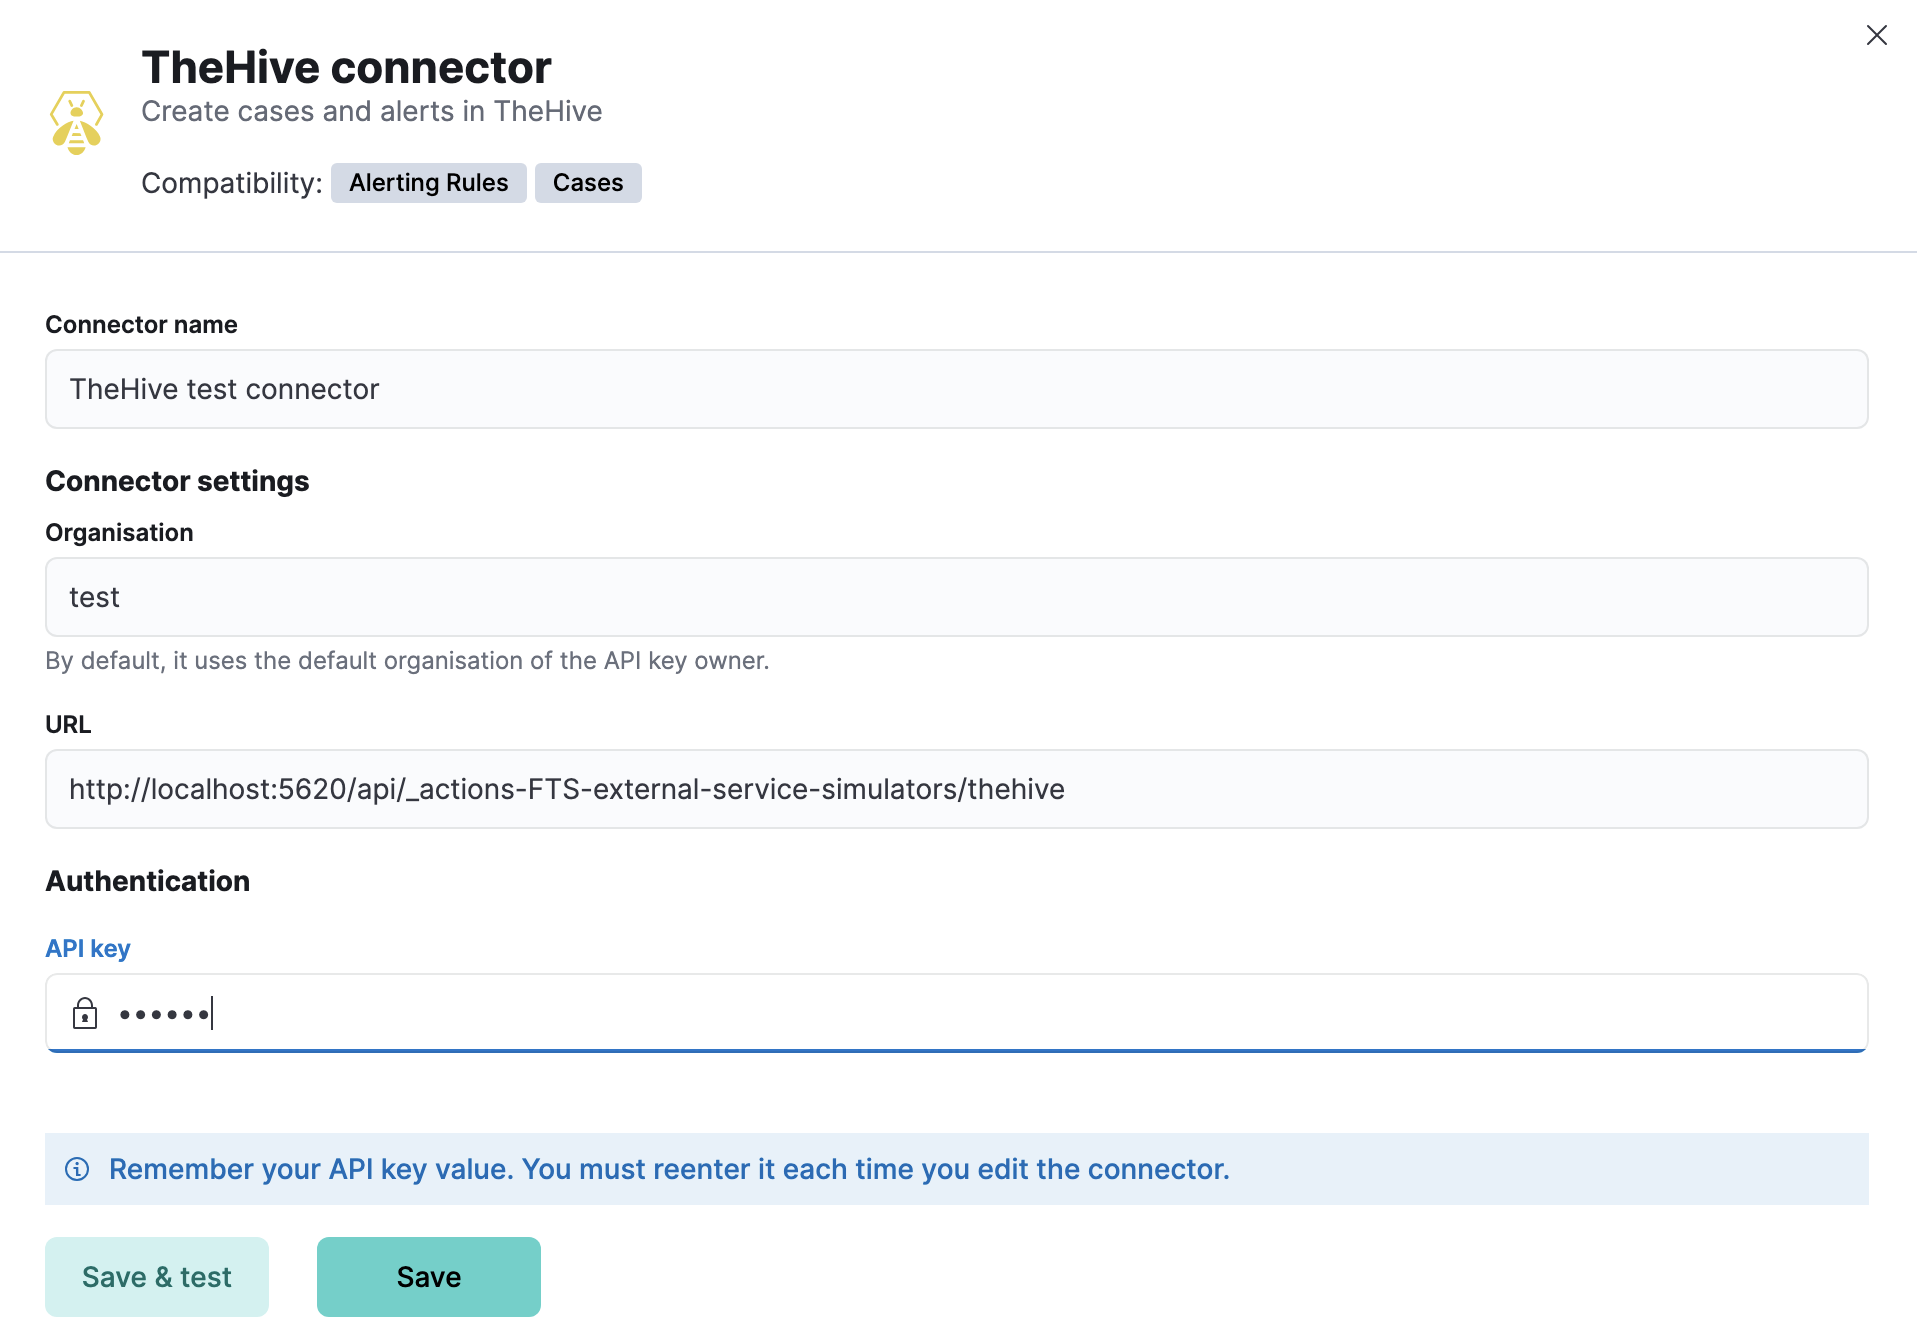 TheHive connector
Create cases and alerts in TheHive
Compatibility: Alerting Rules Cases
Connector name
TheHive test connector
Connector settings
Organisation
test
By default, it uses the default organisation of the API key owner.
URL
http://localhost:5620/api/_actions-FTS-external-service-simulators/thehive
Authentication
API key
••••••
Remember your API key value. You must reenter it each time you edit the connector.
Save & test Save